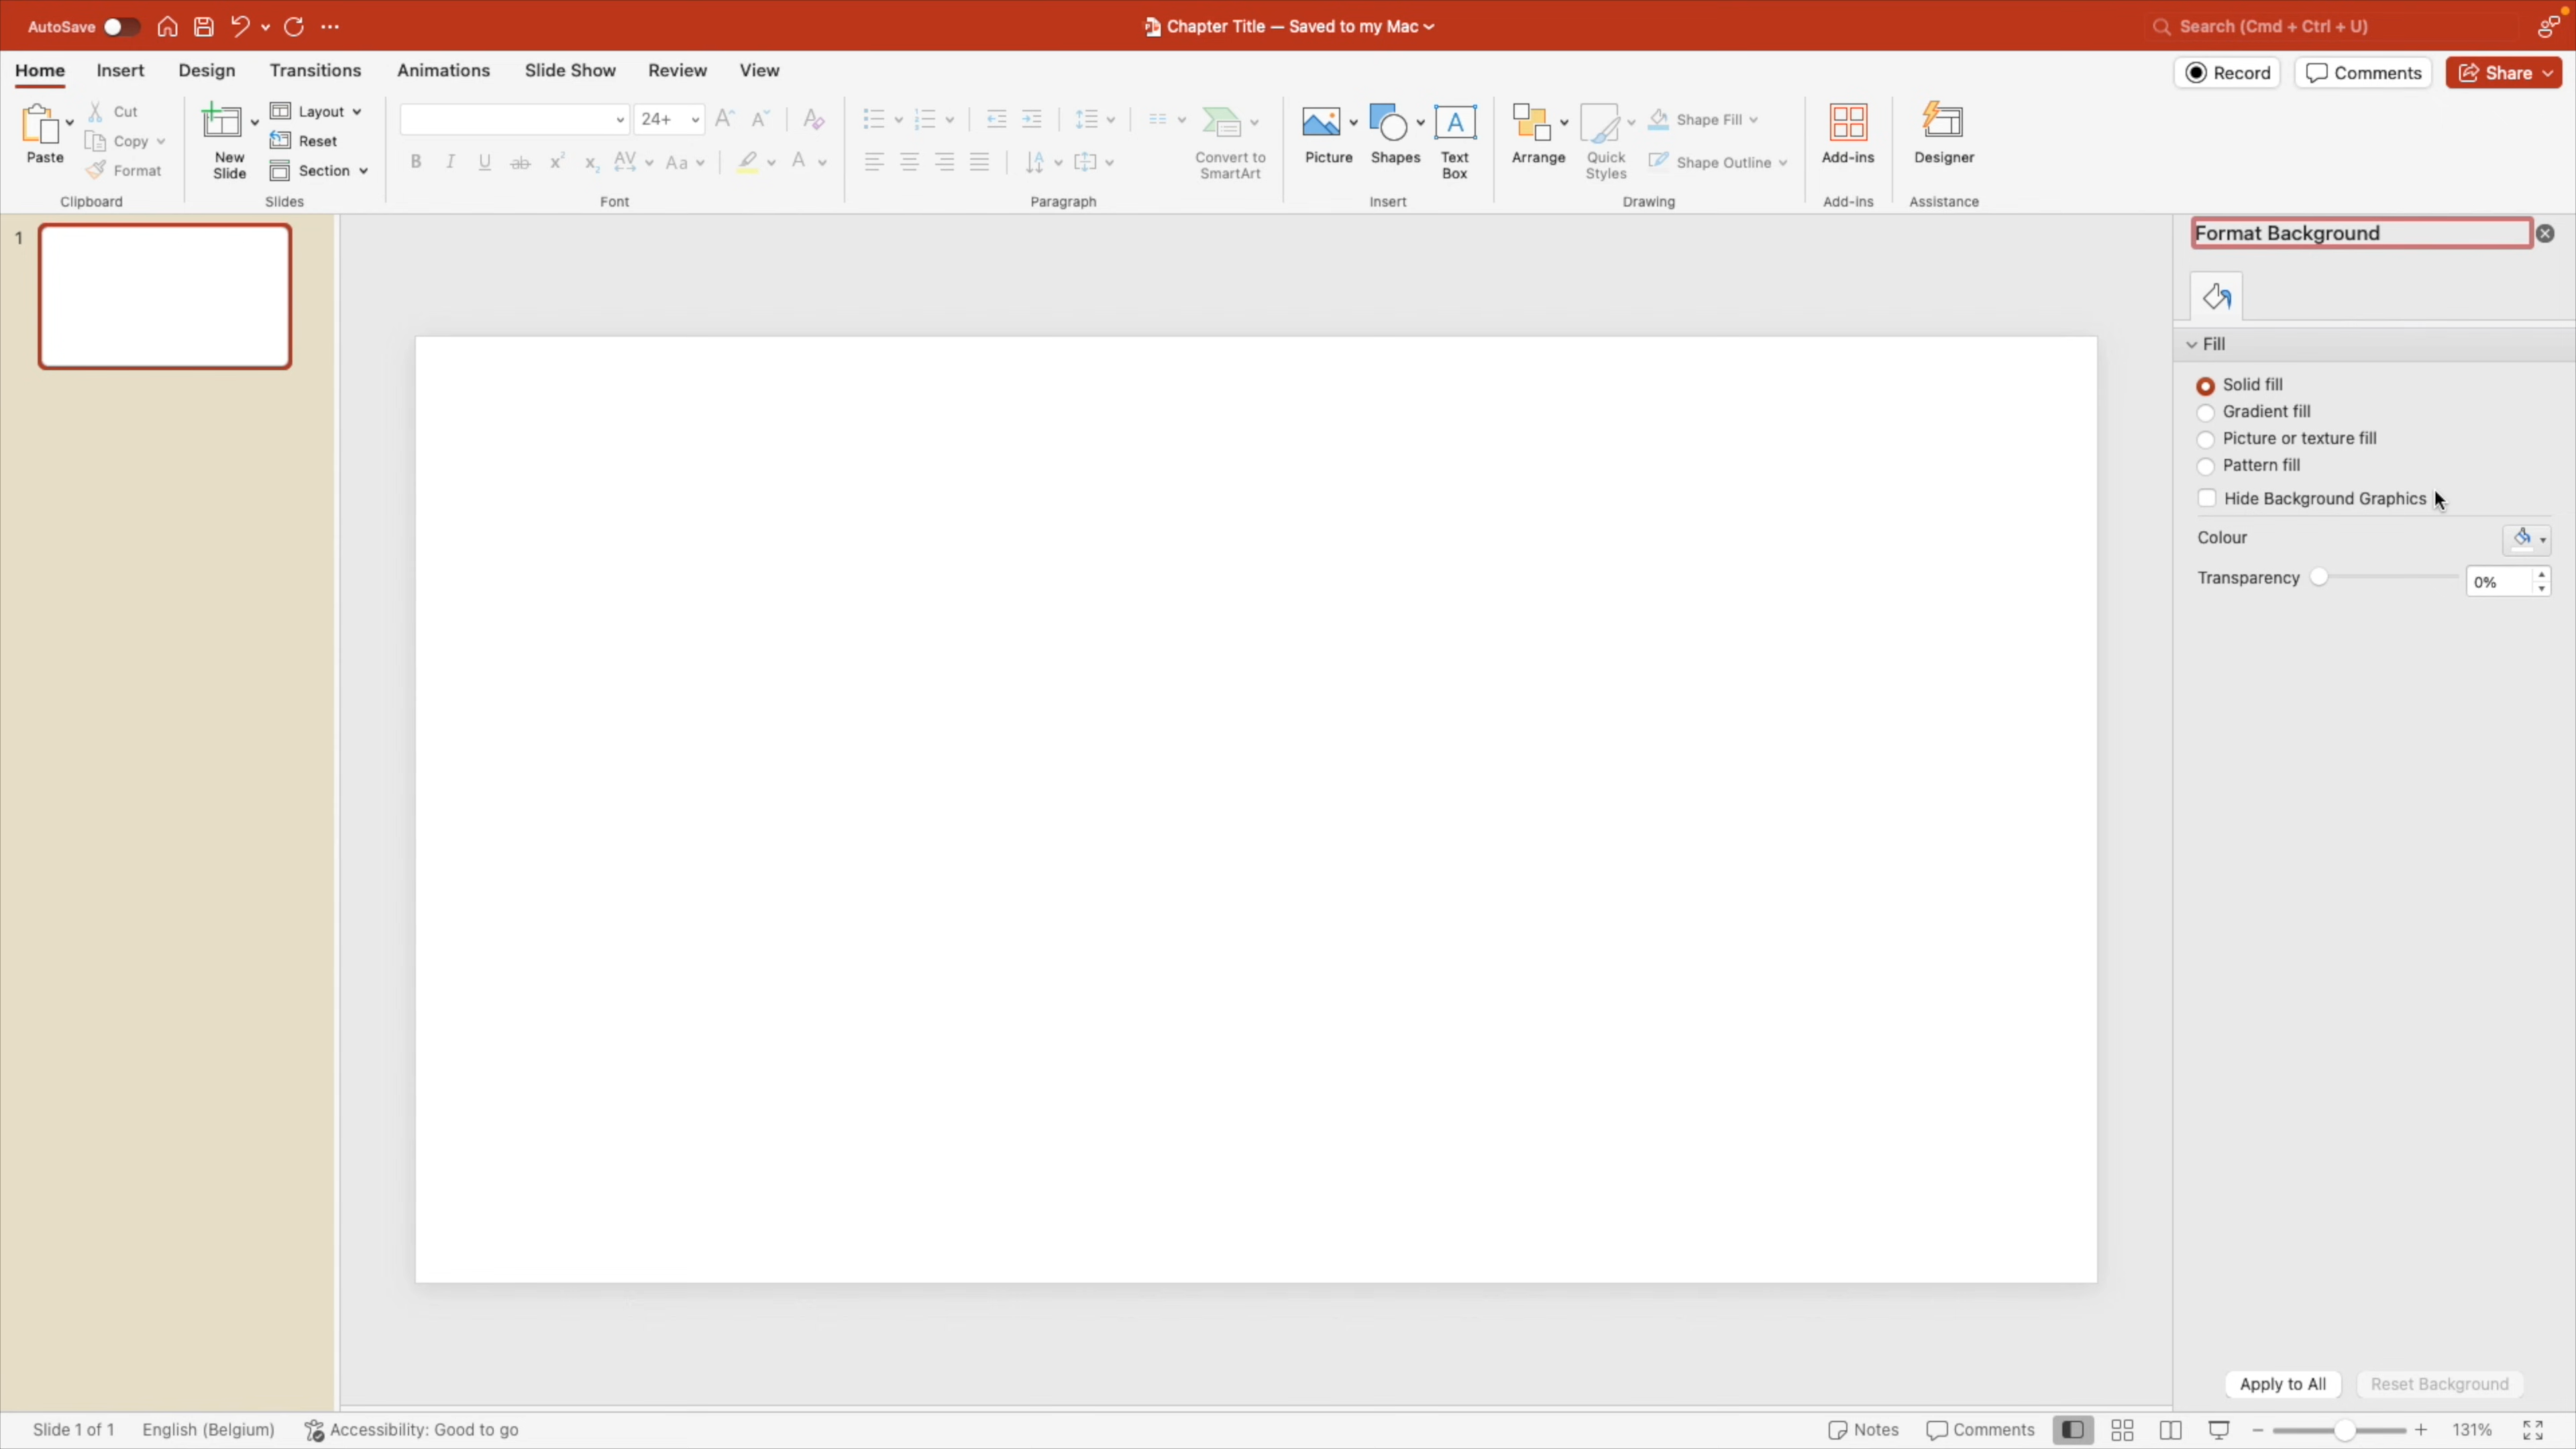 AutoSave
Chapter Title — Saved to my Mac
Search (Cmd + Ctrl + U)
Home Insert Design Transitions Animations Slide Show Review View
Record Comments Share
Paste
Cut
Copy
Format
Clipboard
New
Slide
Layout
Reset
Section
Slides
24+
Font
Paragraph
Convert to
SmartArt
Picture
Shapes
Text
Box
Insert
Arrange
Quick
Styles
Shape Fill
Shape Outline
Drawing
Add-ins
Add-ins
Designer
Assistance
1
Format Background
Fill
Solid fill
Gradient fill
Picture or texture fill
Pattern fill
Hide Background Graphics
Colour
Transparency 0%
Apply to All Reset Background
Slide 1 of 1 English (Belgium) Accessibility: Good to go
Notes Comments 131%